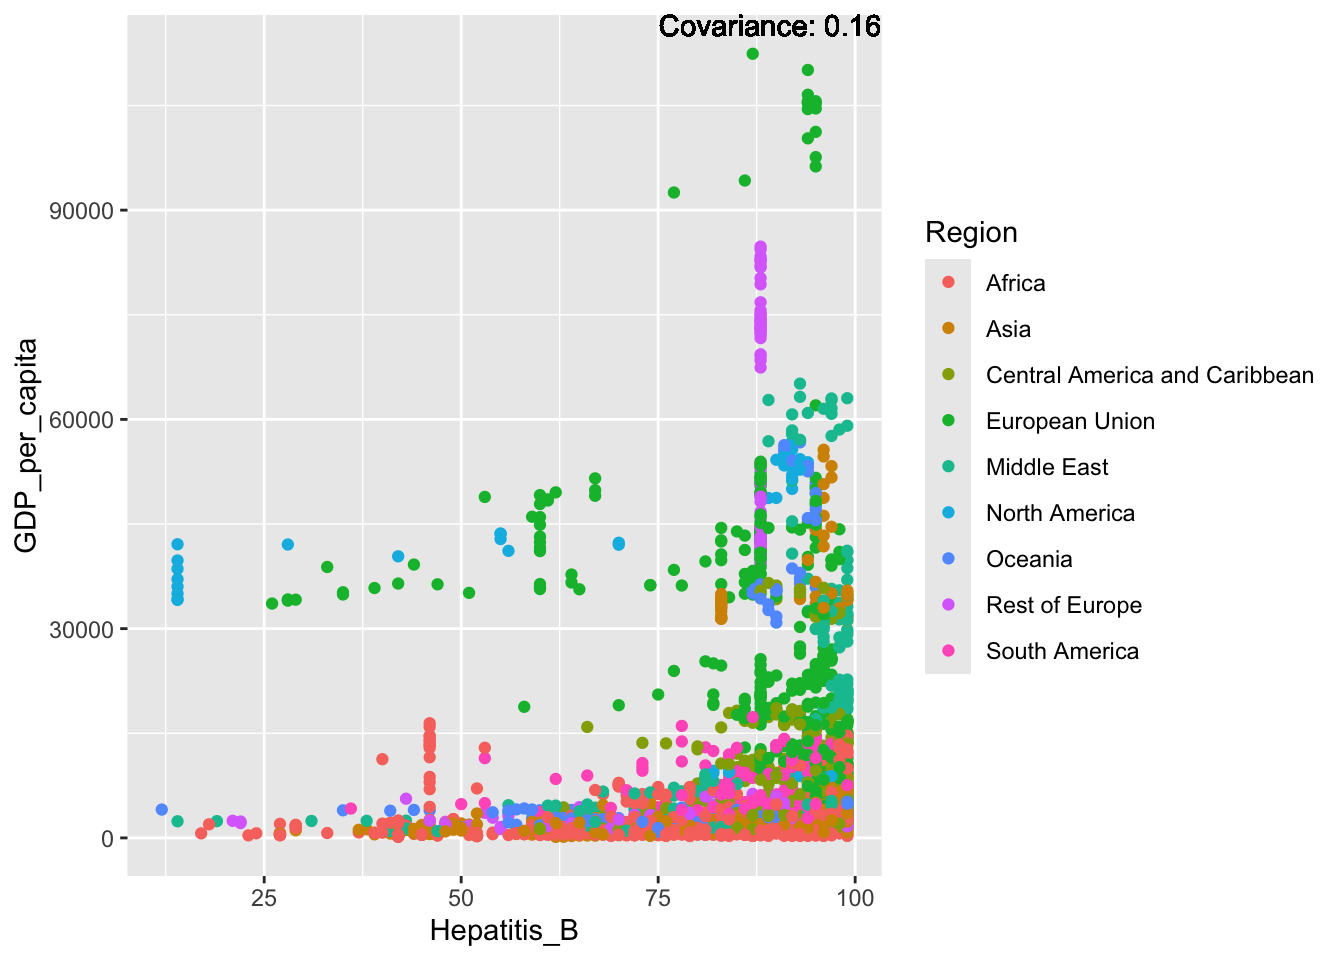 Covariance: 0.16
GDP_per_capita
90000
60000
30000
0
25 50 75 100
Hepatitis_B
Region
Africa
Asia
Central America and Caribbean
European Union
Middle East
North America
Oceania
Rest of Europe
South America